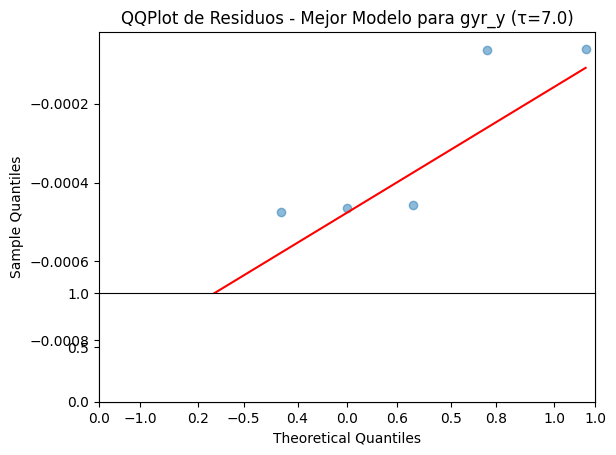 QQPlot de Residuos - Mejor Modelo para gyr_y (τ=7.0)
Sample Quantiles
−0.0002
−0.0004
−0.0006
1.0
−0.0008
0.5
0.0
0.0 −1.0 0.2 −0.5 0.4 0.0 0.6 0.5 0.8 1.0 1.0
Theoretical Quantiles